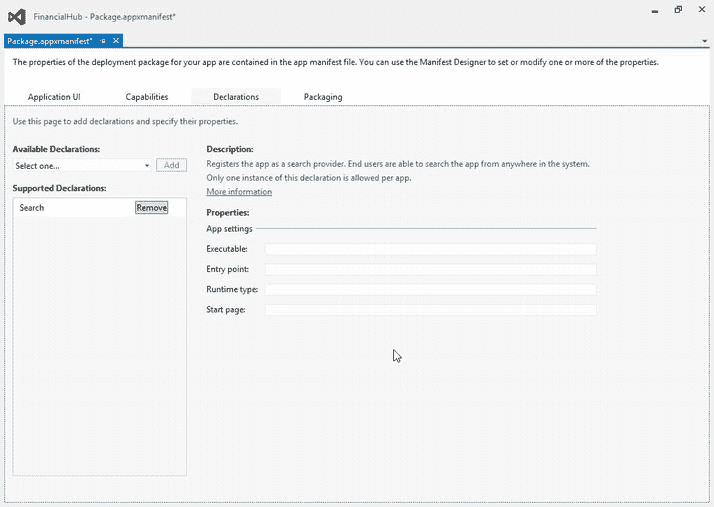 FinancialHub - Package.appxmanifest*
Package.appxmanifest*
The properties of the deployment package for your app are contained in the app manifest file. You can use the Manifest Designer to set or modify one or more of the properties.
Application UI Capabilities Declarations Packaging
Use this page to add declarations and specify their properties.
Available Declarations:
Select one... Add
Supported Declarations:
Search Remove
Description:
Registers the app as a search provider. End users are able to search the app from anywhere in the system.
Only one instance of this declaration is allowed per app.
More information
Properties:
App settings
Executable:
Entry point:
Runtime type:
Start page: